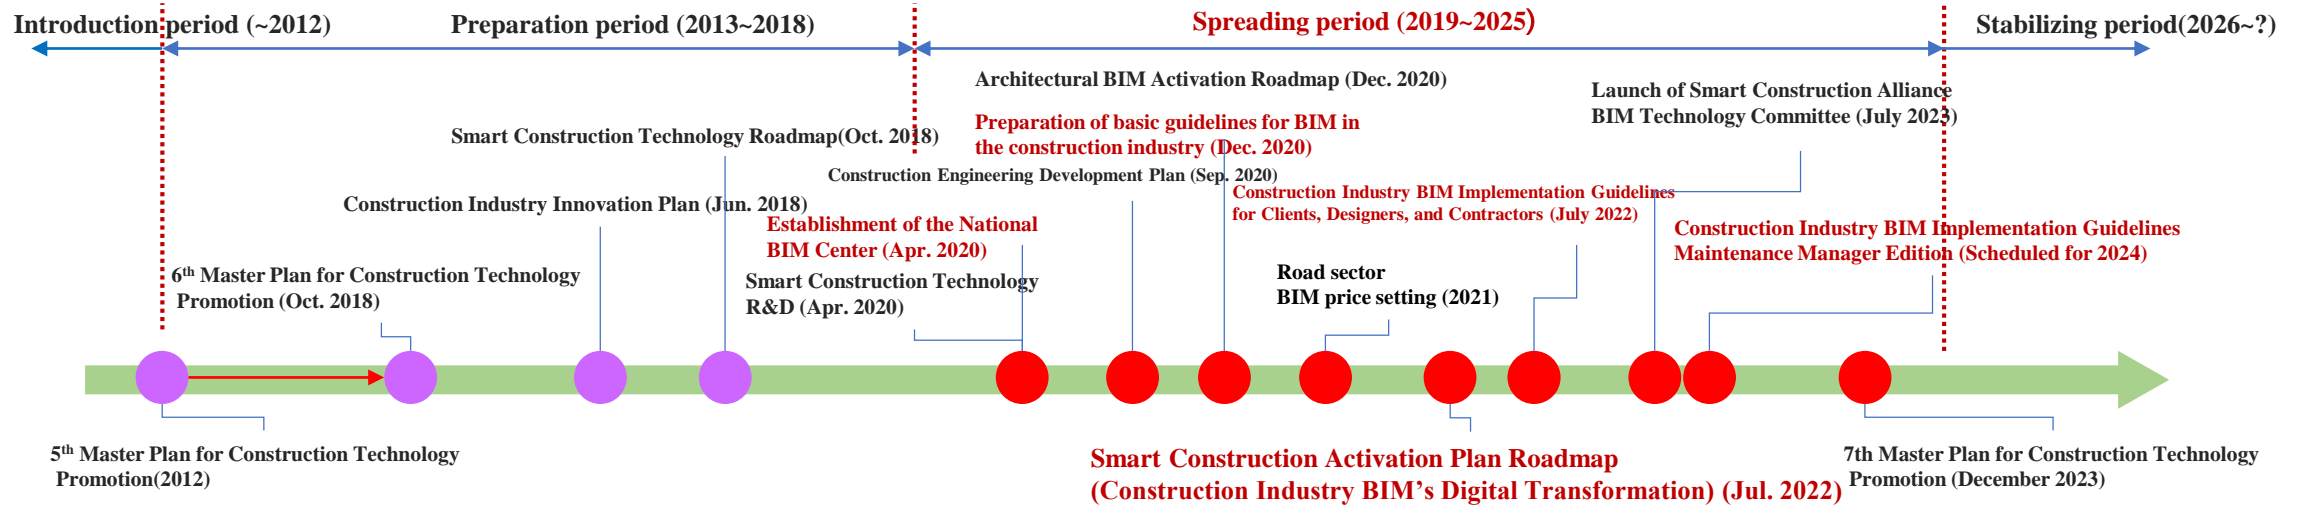 Introduction period (~2012)
Preparation period (2013~2018)
Spreading period (2019~2025)
Stabilizing period(2026~?)
Architectural BIM Activation Roadmap (Dec. 2020)
Launch of Smart Construction Alliance
BIM Technology Committee (July 2023)
Preparation of basic guidelines for BIM in
the construction industry (Dec. 2020)
Smart Construction Technology Roadmap(Oct. 2018)
Construction Engineering Development Plan (Sep. 2020)
Construction Industry BIM Implementation Guidelines
for Clients, Designers, and Contractors (July 2022)
Construction Industry Innovation Plan (Jun. 2018)
Establishment of the National
BIM Center (Apr. 2020)
Construction Industry BIM Implementation Guidelines
Maintenance Manager Edition (Scheduled for 2024)
6th Master Plan for Construction Technology
Promotion (Oct. 2018)
Smart Construction Technology
R&D (Apr. 2020)
Road sector
BIM price setting (2021)
5th Master Plan for Construction Technology
Promotion(2012)
Smart Construction Activation Plan Roadmap
(Construction Industry BIM’s Digital Transformation) (Jul. 2022)
7th Master Plan for Construction Technology
Promotion (December 2023)